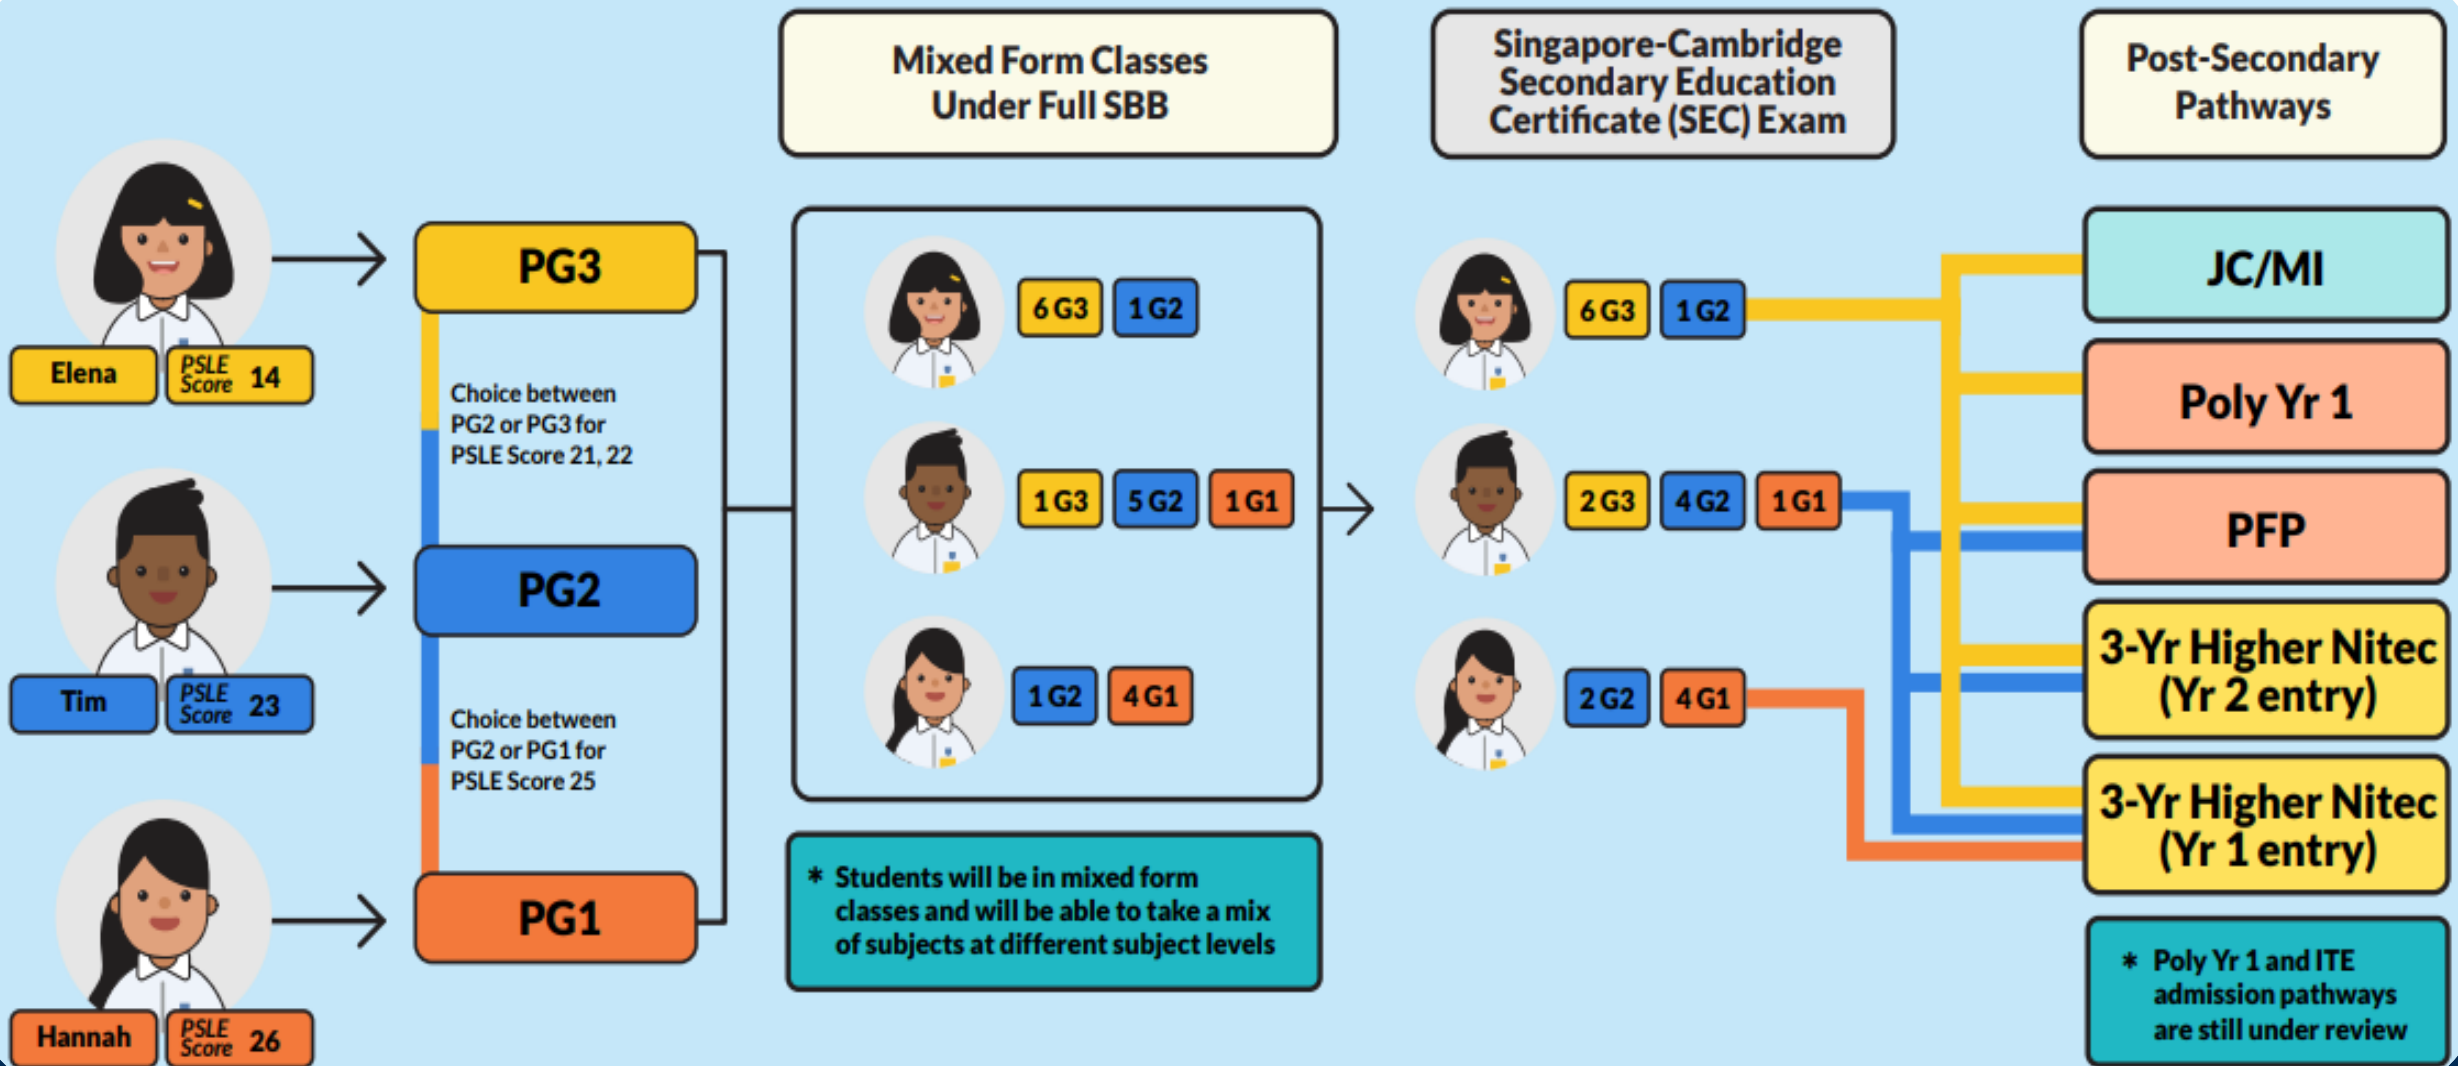 Mixed Form Classes
Under Full SBB
Singapore-Cambridge
Secondary Education
Certificate (SEC) Exam
Post-Secondary
Pathways
Elena
PSLE
Score 14
PG3
Choice between
PG2 or PG3 for
PSLE Score 21, 22
Tim
PSLE
Score 23
PG2
Choice between
PG2 or PG1 for
PSLE Score 25
Hannah
PSLE
Score 26
PG1
6 G3 1 G2
1 G3 5 G2 1 G1
1 G2 4 G1
* Students will be in mixed form
classes and will be able to take a mix
of subjects at different subject levels
6 G3 1 G2
2 G3 4 G2 1 G1
2 G2 4 G1
JC/MI
Poly Yr 1
PFP
3-Yr Higher Nitec
(Yr 2 entry)
3-Yr Higher Nitec
(Yr 1 entry)
* Poly Yr 1 and ITE
admission pathways
are still under review